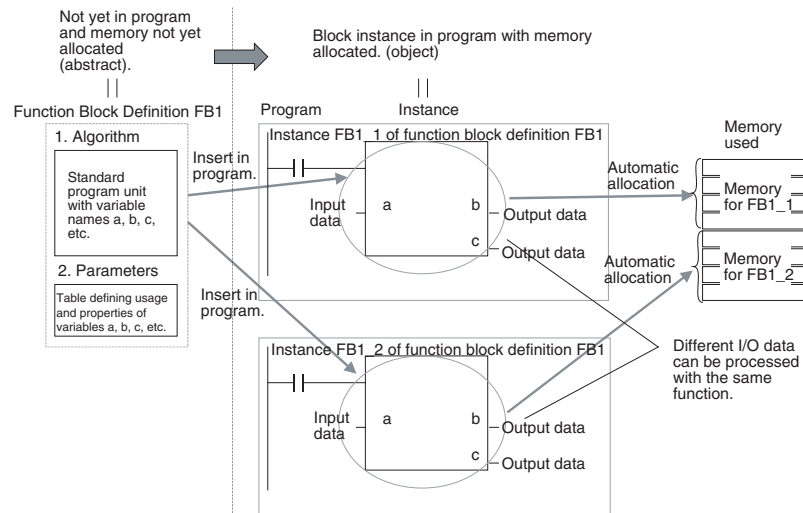 Not yet in program
and memory not yet
allocated
(abstract).
Block instance in program with memory
allocated. (object)
Function Block Definition FB1
Program
Instance
1. Algorithm
Standard
program unit
with variable
names a, b, c,
etc.
2. Parameters
Table defining usage
and properties of
variables a, b, c, etc.
Insert in
program.
Insert in
program.
Instance FB1_1 of function block definition FB1
Input
data
a
b
Output data
c
Output data
Automatic
allocation
Memory
used
Memory
for FB1_1
Automatic
allocation
Memory
for FB1_2
Instance FB1_2 of function block definition FB1
Input
data
a
b
Output data
c
Output data
Different I/O data
can be processed
with the same
function.